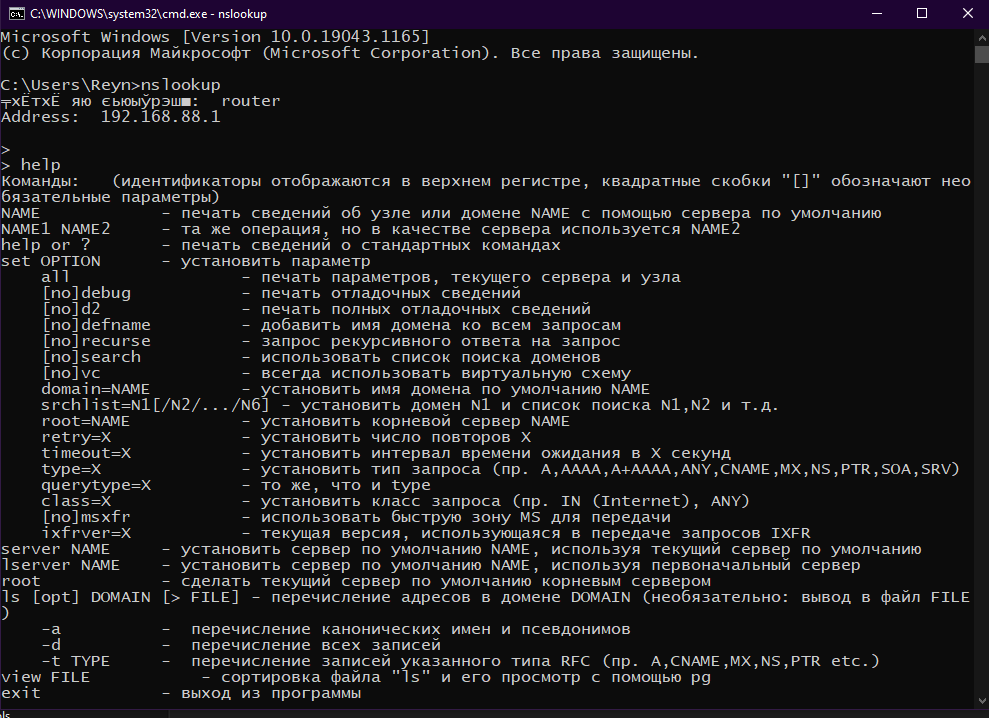 C:\WINDOWS\system32\cmd.exe - nslookup
Microsoft Windows [Version 10.0.19043.1165]
(c) Корпорация Майкрософт (Microsoft Corporation). Все права защищены.
C:\Users\Reyn>nslookup
╤хЁтхЁ яю єьюыўрэш■:  router
Address:  192.168.88.1
>
> help
Команды:   (идентификаторы отображаются в верхнем регистре, квадратные скобки "[]" обозначают нео
бязательные параметры)
NAME            - печать сведений об узле или домене NAME с помощью сервера по умолчанию
NAME1 NAME2     - та же операция, но в качестве сервера используется NAME2
help or ?       - печать сведений о стандартных командах
set OPTION      - установить параметр
    all                 - печать параметров, текущего сервера и узла
    [no]debug           - печать отладочных сведений
    [no]d2              - печать полных отладочных сведений
    [no]defname         - добавить имя домена ко всем запросам
    [no]recurse         - запрос рекурсивного ответа на запрос
    [no]search          - использовать список поиска доменов
    [no]vc              - всегда использовать виртуальную схему
    domain=NAME         - установить имя домена по умолчанию NAME
    srchlist=N1[/N2/.../N6] - установить домен N1 и список поиска N1,N2 и т.д.
    root=NAME           - установить корневой сервер NAME
    retry=X             - установить число повторов X
    timeout=X           - установить интервал времени ожидания в X секунд
    type=X              - установить тип запроса (пр. A,AAAA,A+AAAA,ANY,CNAME,MX,NS,PTR,SOA,SRV)
    querytype=X         - то же, что и type
    class=X             - установить класс запроса (пр. IN (Internet), ANY)
    [no]msxfr           - использовать быструю зону MS для передачи
    ixfrver=X           - текущая версия, использующаяся в передаче запросов IXFR
server NAME     - установить сервер по умолчанию NAME, используя текущий сервер по умолчанию
lserver NAME    - установить сервер по умолчанию NAME, используя первоначальный сервер
root            - сделать текущий сервер по умолчанию корневым сервером
ls [opt] DOMAIN [> FILE] - перечисление адресов в домене DOMAIN (необязательно: вывод в файл FILE
)
    -a          -  перечисление канонических имен и псевдонимов
    -d          -  перечисление всех записей
    -t TYPE     -  перечисление записей указанного типа RFC (пр. A,CNAME,MX,NS,PTR etc.)
view FILE           - сортировка файла "ls" и его просмотр с помощью pg
exit            - выход из программы